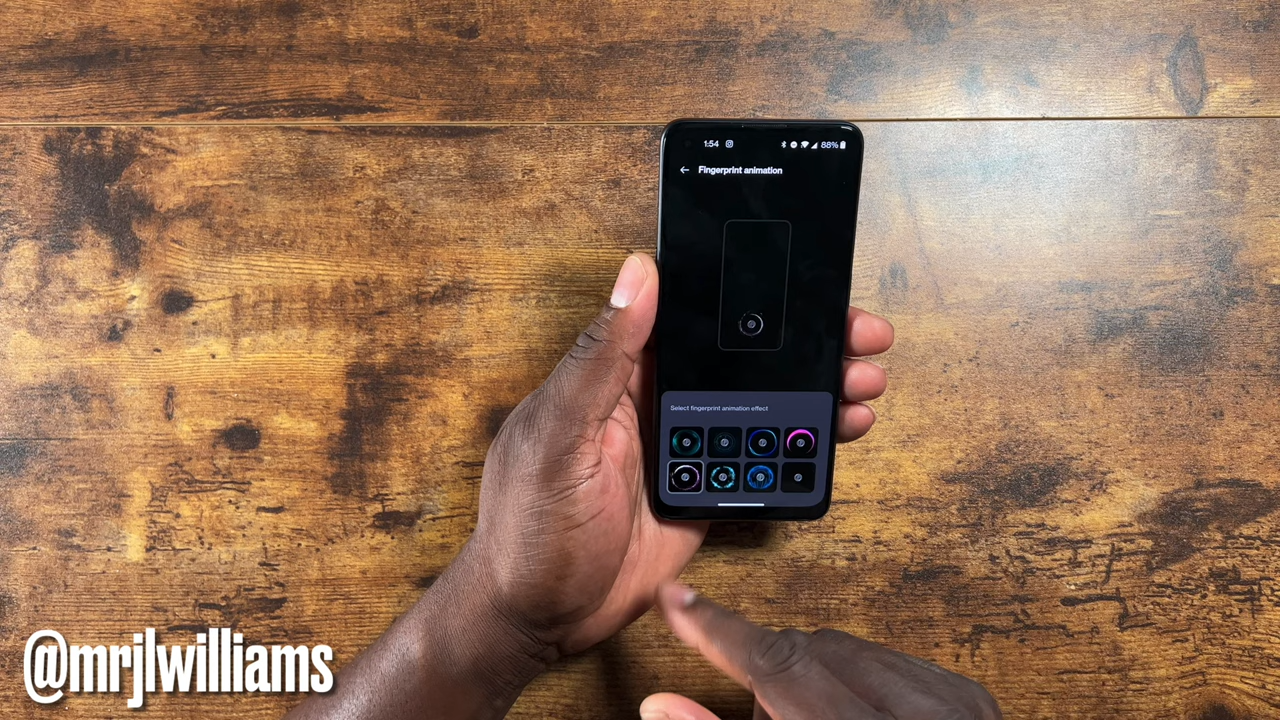 1:54 88%
Fingerprint animation
Select fingerprint animation effect
@mrjlwilliams